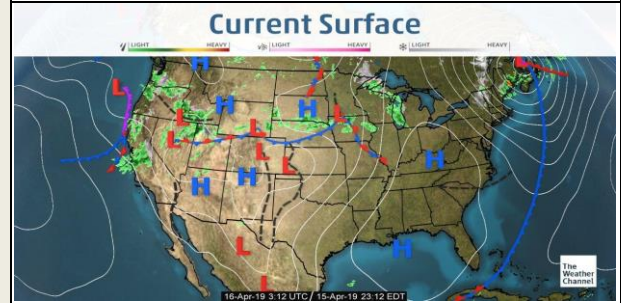 Current Surface
LIGHT HEAVY LIGHT HEAVY LIGHT HEAVY
L
H
L
H
H
L
L
L
L
L
L
H
H
H
L
H
L
The
Weather
Channel
16-Apr-19 3:12 UTC / 15-Apr-19 23:12 EDT
L
L